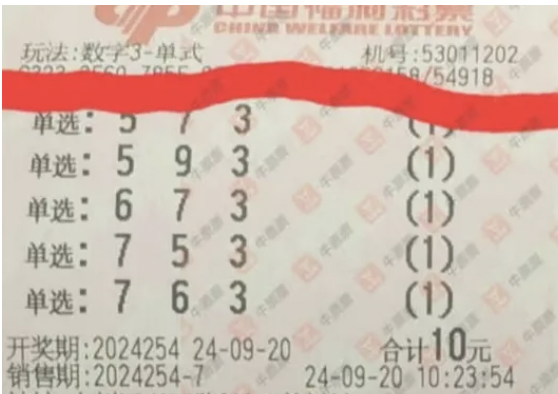 中国福利彩票
CHINA WELFARE LOTTERY
玩法:数字3-单式 机号:53011202
158/54918
单选: 5 7 3 (1)
单选: 5 9 3 (1)
单选: 6 7 3 (1)
单选: 7 5 3 (1)
单选: 7 6 3 (1)
开奖期:2024254 24-09-20 合计10元
销售期:2024254-7 24-09-20 10:23:54